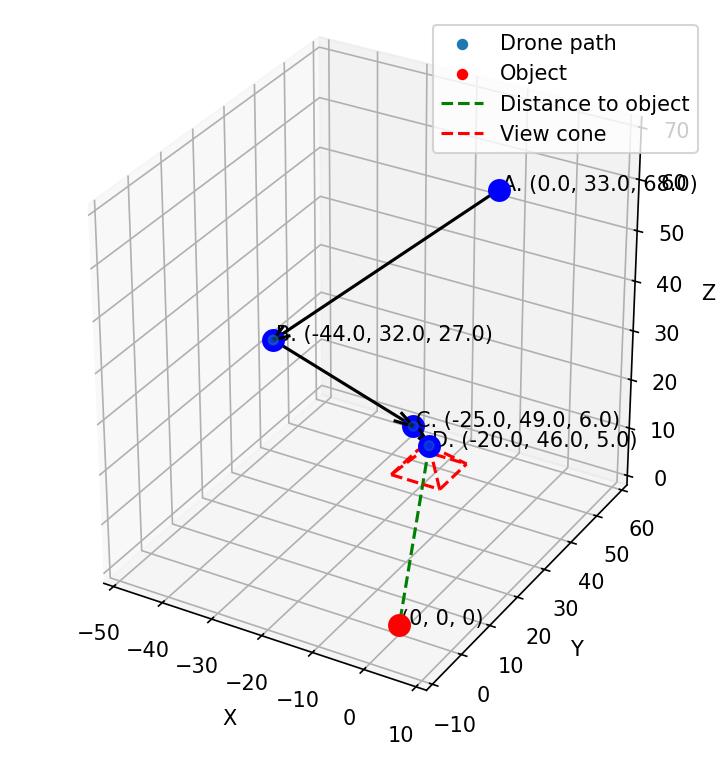 Drone path
Object
Distance to object
View cone
A. (0.0, 33.0, 68.0)
B. (-44.0, 32.0, 27.0)
C. (-25.0, 49.0, 6.0)
D. (-20.0, 46.0, 5.0)
(0, 0, 0)
70
60
50
40
30
20
10
0
Z
60
50
40
30
20
10
0
−10
Y
−50
−40
−30
−20
−10
0
10
X